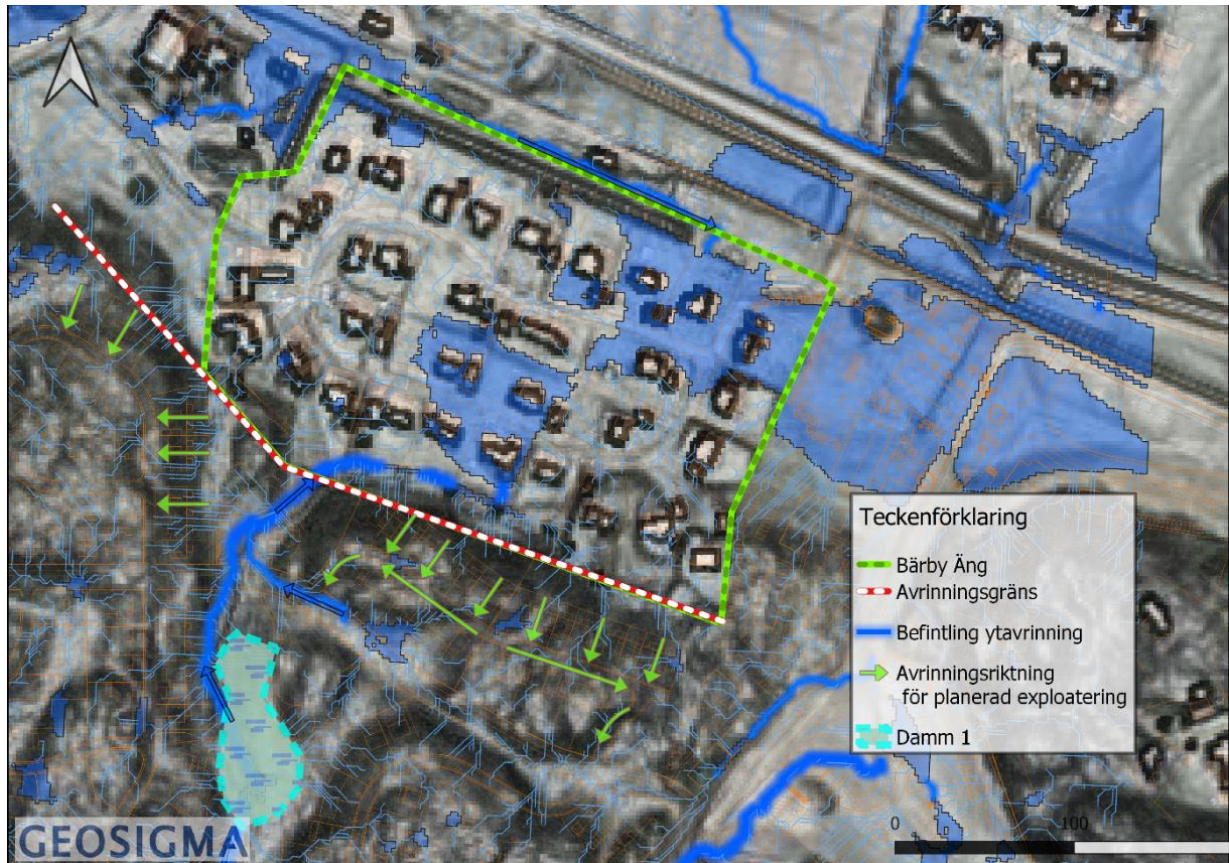 Teckenförklaring
Bärby Äng
Avrinningsgräns
Befintling ytavrinning
Avrinningsriktning
för planerad exploatering
Damm 1
0 100
GEOSIGMA